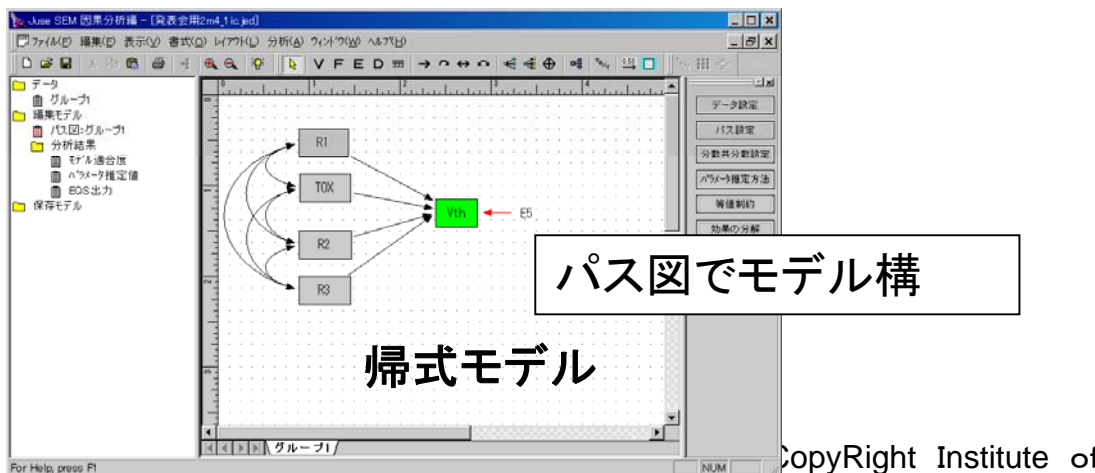 Juse SEM 因果分析編 - [発表会用2m4_1ic.jed]
ファイル(F) 編集(E) 表示(V) 書式(O) レイアウト(L) 分析(A) ウィンドウ(W) ヘルプ(H)
V F E D
データ
グループ1
編集モデル
パス図:グループ1
分析結果
モデル適合度
パラメータ推定値
EQS出力
保存モデル
R1
TOX
R2
R3
Vth
E5
データ設定
パス設定
分散共分散設定
パラメータ推定方法
等値制約
効果の分解
パス図でモデル構
帰式モデル
グループ1
For Help, press F1
NUM
CopyRight Institute of